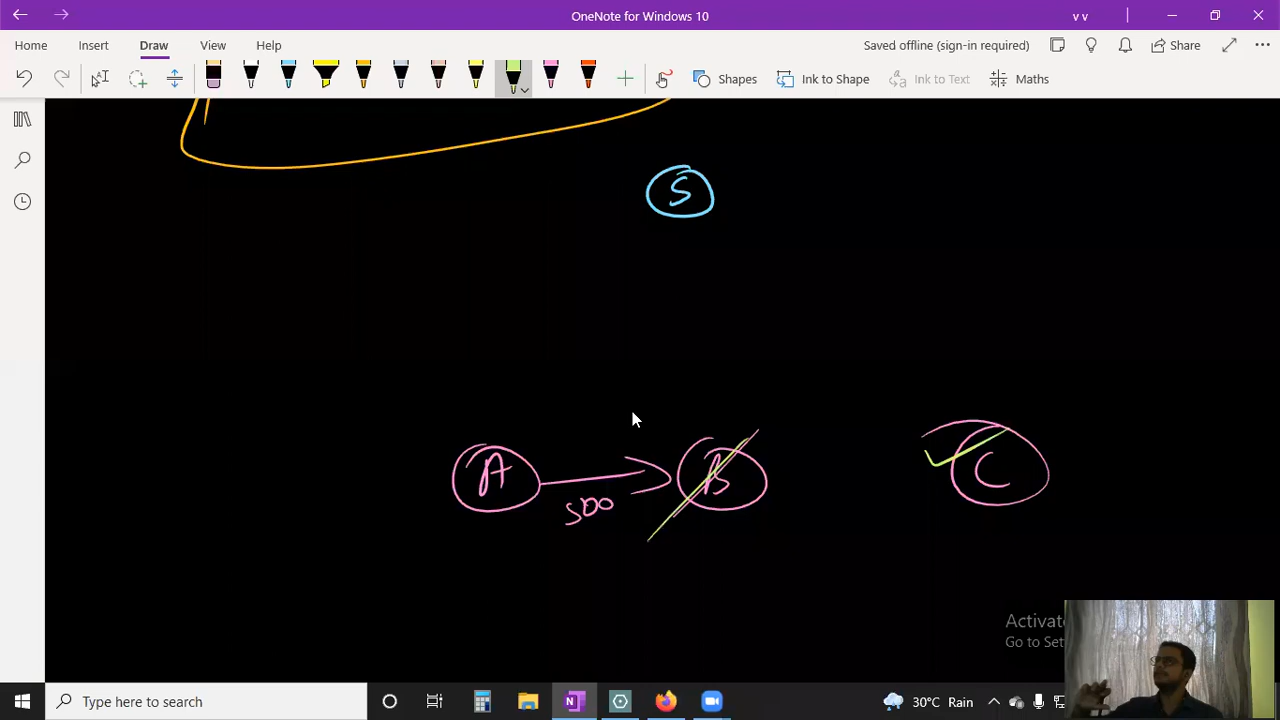 OneNote for Windows 10
v v
Home Insert Draw View Help
Saved offline (sign-in required)
Share
Shapes
Ink to Shape
Ink to Text
Maths
S
A
B
C
500
Activate
Go to Set
Type here to search
30°C Rain